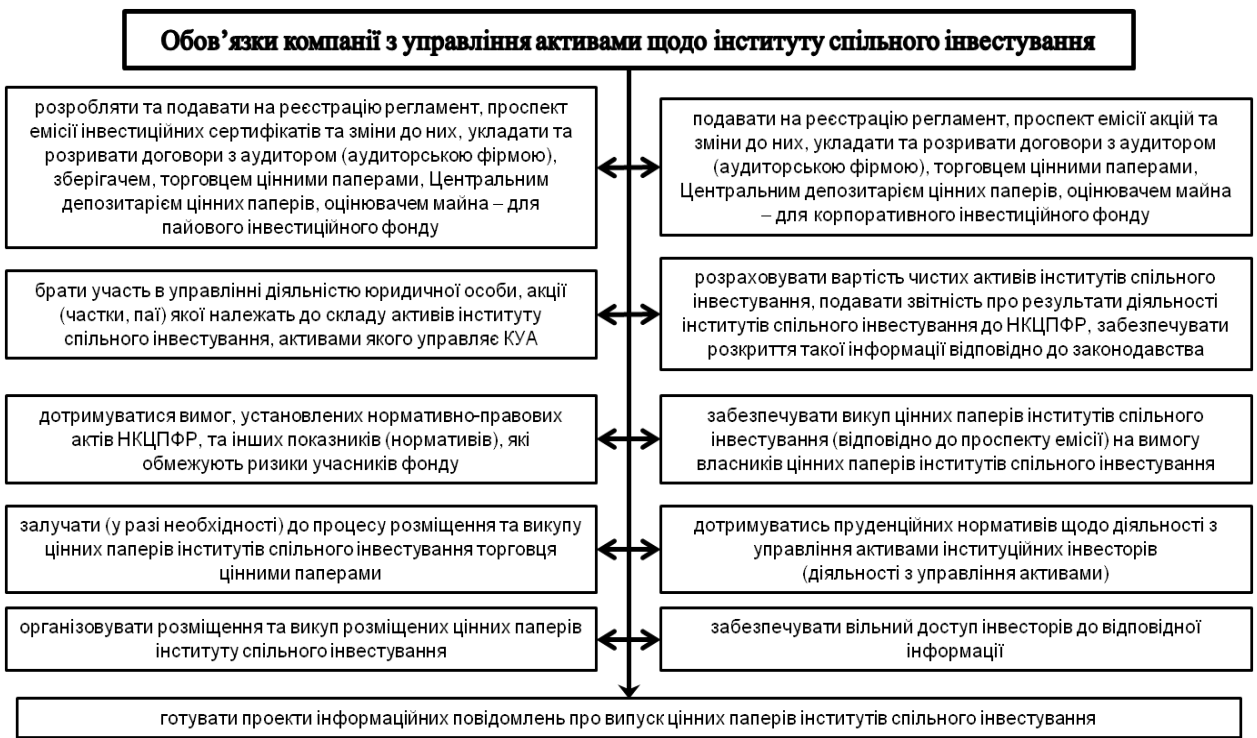 Обов’язки компанії з управління активами щодо інституту спільного інвестування
розробляти та подавати на реєстрацію регламент, проспект
емісії інвестиційних сертифікатів та зміни до них, укладати та
розривати договори з аудитором (аудиторською фірмою),
зберігачем, торговцем цінними паперами, Центральним
депозитарієм цінних паперів, оцінювачем майна – для
пайового інвестиційного фонду
подавати на реєстрацію регламент, проспект емісії акцій та
зміни до них, укладати та розривати договори з аудитором
(аудиторською фірмою), торговцем цінними паперами,
Центральним депозитарієм цінних паперів, оцінювачем майна
– для корпоративного інвестиційного фонду
брати участь в управлінні діяльністю юридичної особи, акції
(частки, паї) якої належать до складу активів інституту
спільного інвестування, активами якого управляє КУА
розраховувати вартість чистих активів інститутів спільного
інвестування, подавати звітність про результати діяльності
інститутів спільного інвестування до НКЦПФР, забезпечувати
розкриття такої інформації відповідно до законодавства
дотримуватися вимог, установлених нормативно-правових
актів НКЦПФР, та інших показників (нормативів), які
обмежують ризики учасників фонду
забезпечувати викуп цінних паперів інститутів спільного
інвестування (відповідно до проспекту емісії) на вимогу
власників цінних паперів інститутів спільного інвестування
залучати (у разі необхідності) до процесу розміщення та викупу
цінних паперів інститутів спільного інвестування торговця
цінними паперами
дотримуватись пруденційних нормативів щодо діяльності з
управління активами інституційних інвесторів
(діяльності з управління активами)
організовувати розміщення та викуп розміщених цінних паперів
інституту спільного інвестування
забезпечувати вільний доступ інвесторів до відповідної
інформації
готувати проекти інформаційних повідомлень про випуск цінних паперів інститутів спільного інвестування